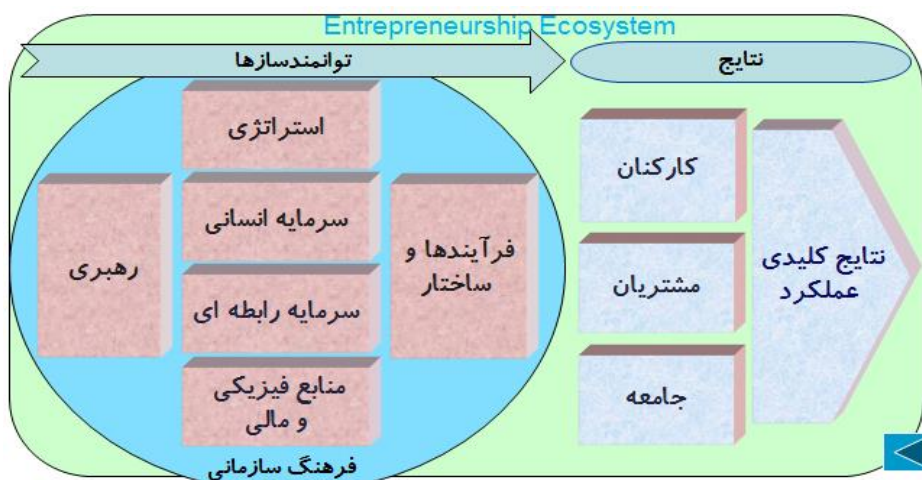 Entrepreneurship Ecosystem
توانمندسازها
نتایج
استراتژی
سرمایه انسانی
رهبری
فرآیندها و
ساختار
سرمایه رابطه ای
منابع فیزیکی
و مالی
فرهنگ سازمانی
کارکنان
مشتریان
جامعه
نتایج کلیدی
عملکرد